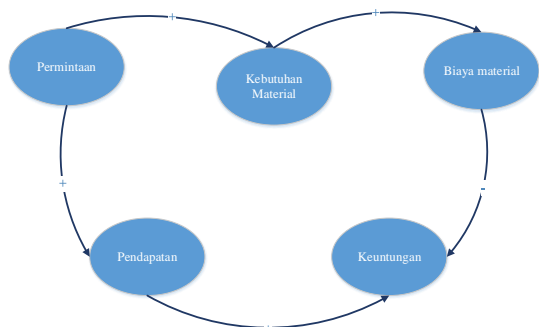 +
+
Permintaan
Kebutuhan
Material
Biaya material
+
-
Pendapatan
Keuntungan